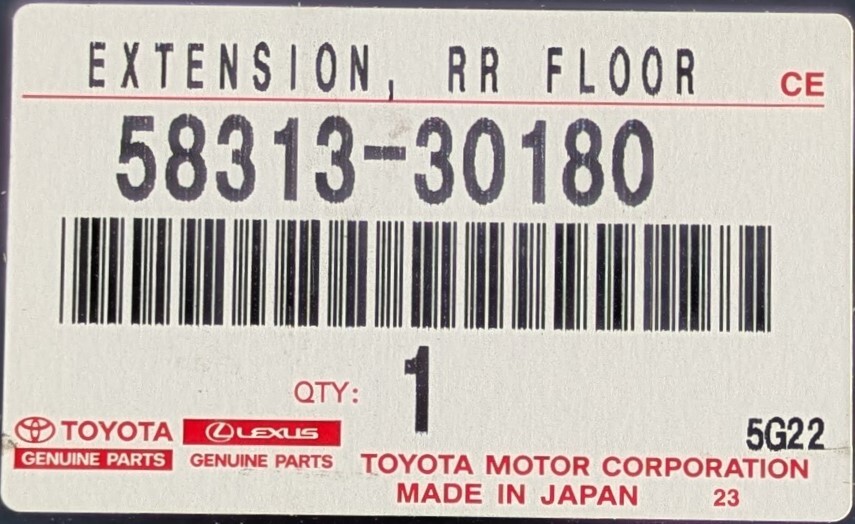 EXTENSION, RR FLOOR CE
58313-30180
QTY: 1
TOYOTA LEXUS 5G22
GENUINE PARTS GENUINE PARTS TOYOTA MOTOR CORPORATION
MADE IN JAPAN 23